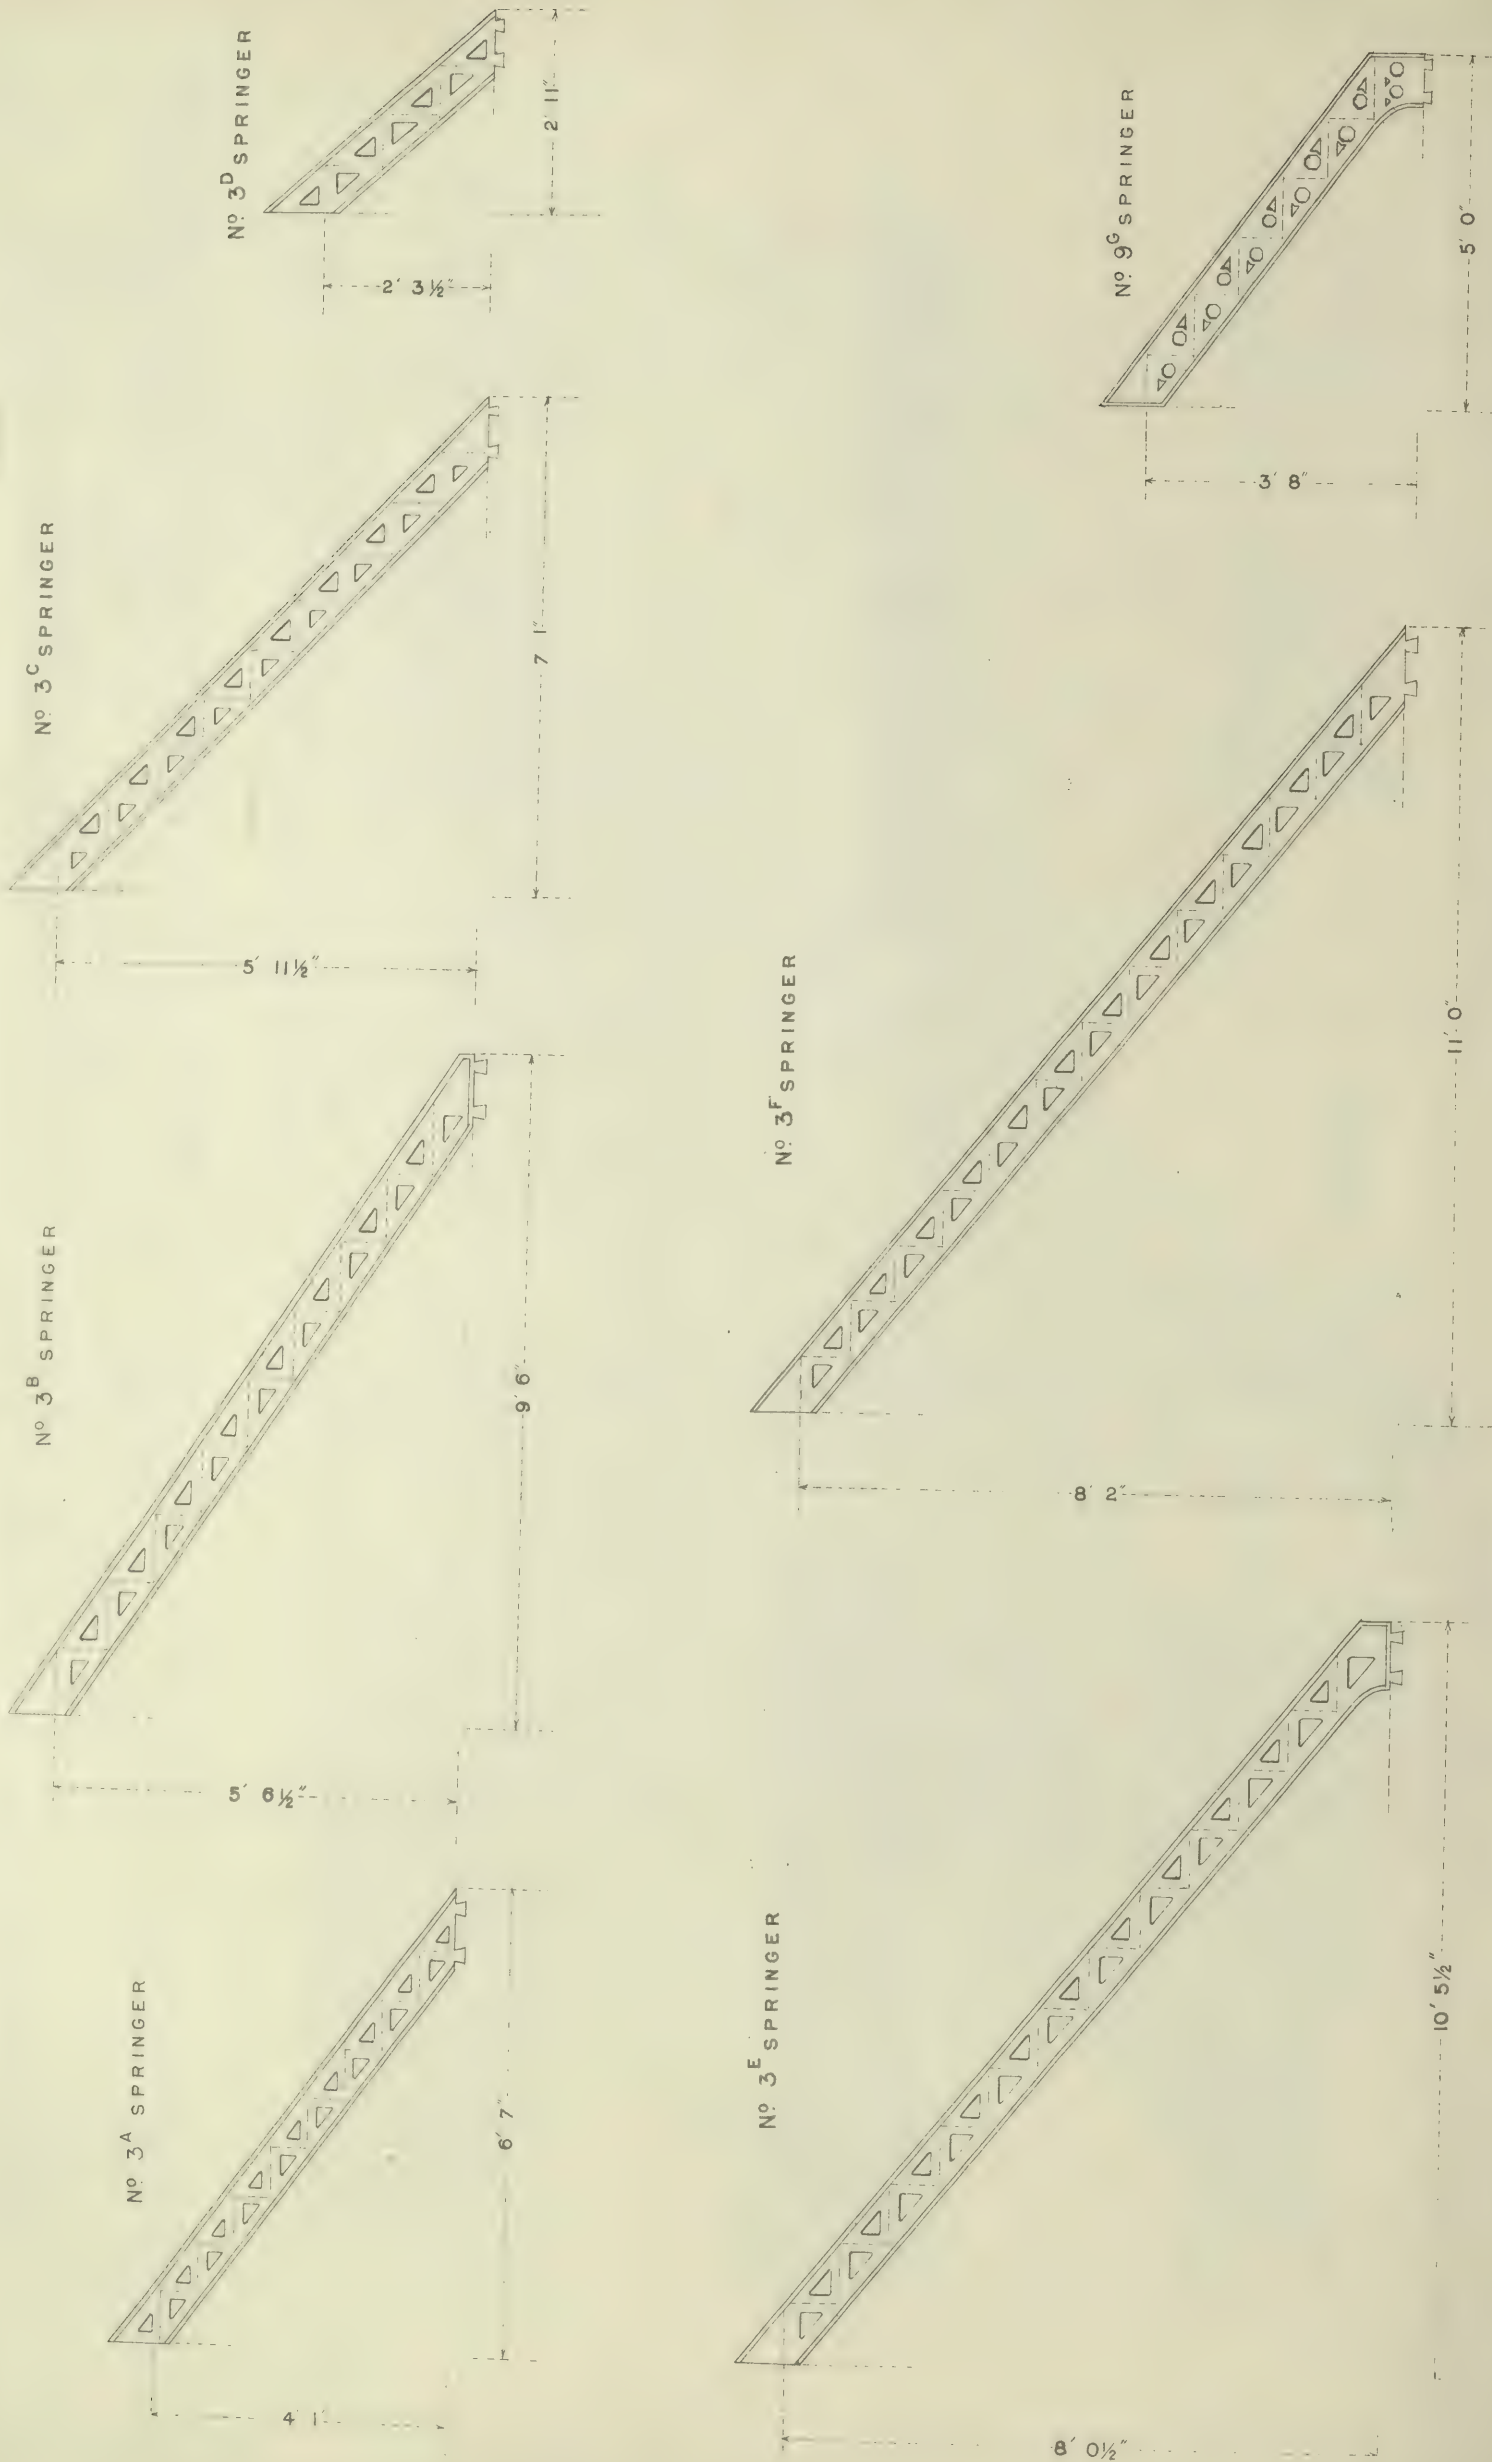 Nº 3ᴰ SPRINGER
2' 11"
2' 3½"
Nº 9ᴳ SPRINGER
5' 0"
3' 8"
Nº 3ᶜ SPRINGER
7 1"
5' 11½"
Nº 3ᶠ SPRINGER
11' 0"
8' 2"
Nº 3ᴮ SPRINGER
9' 6"
5' 6½"
Nº 3ᴬ SPRINGER
6' 7"
4' 1"
Nº 3ᴱ SPRINGER
10' 5½"
8' 0½"